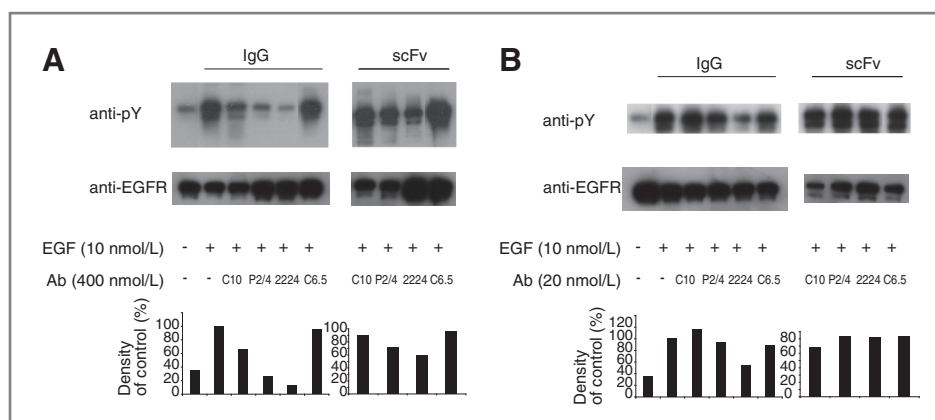 A
IgG
scFv
anti-pY
anti-EGFR
EGF (10 nmol/L) - + + + + + + + + +
Ab (400 nmol/L) - - C10 P2/4 2224 C6.5 C10 P2/4 2224 C6.5
Density of control (%)
100
80
60
40
20
0
100
80
60
40
20
0
B
IgG
scFv
anti-pY
anti-EGFR
EGF (10 nmol/L) - + + + + + + + + +
Ab (20 nmol/L) - - C10 P2/4 2224 C6.5 C10 P2/4 2224 C6.5
Density of control (%)
120
100
80
60
40
20
0
80
60
40
20
0